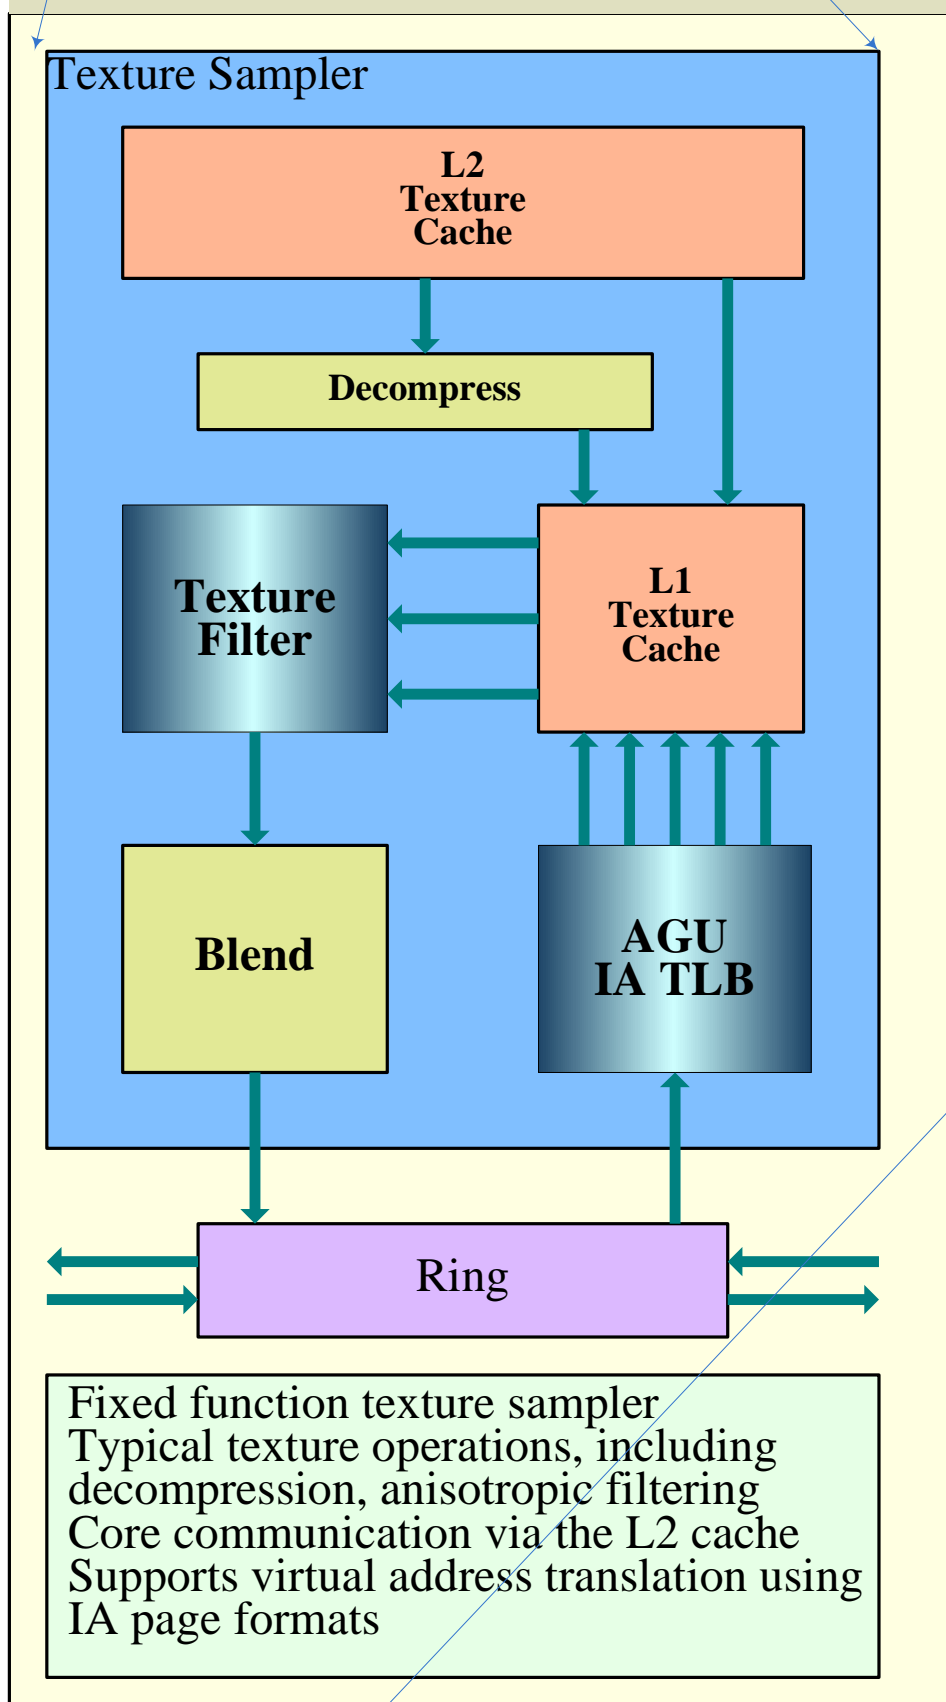 Texture Sampler
L2
Texture
Cache
Decompress
Texture
Filter
L1
Texture
Cache
Blend
AGU
IA TLB
Ring
Fixed function texture sampler
Typical texture operations, including
decompression, anisotropic filtering
Core communication via the L2 cache
Supports virtual address translation using
IA page formats